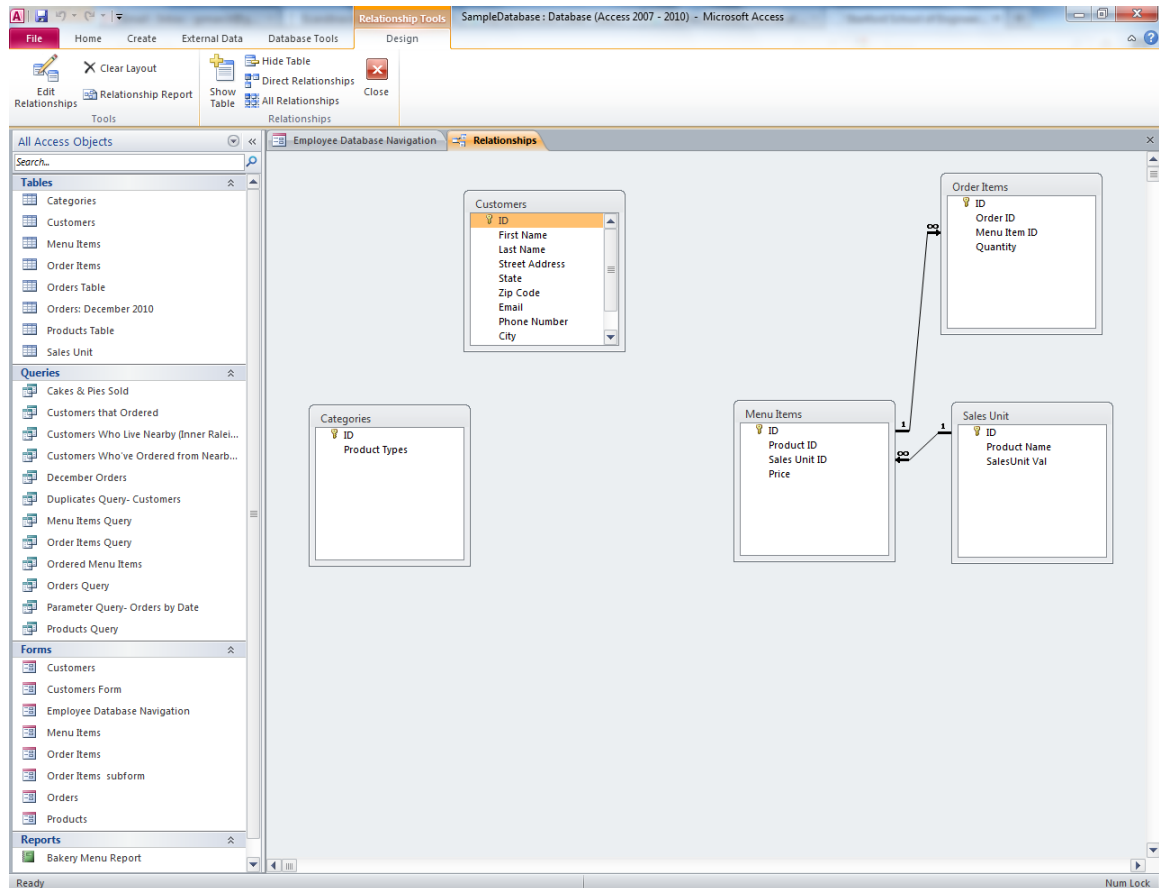 Relationship Tools
SampleDatabase : Database (Access 2007 - 2010) - Microsoft Access
File
Home
Create
External Data
Database Tools
Design
Edit
Relationships
Clear Layout
Relationship Report
Tools
Show
Table
Hide Table
Direct Relationships
All Relationships
Relationships
Close
All Access Objects
Search...
Tables
Categories
Customers
Menu Items
Order Items
Orders Table
Orders: December 2010
Products Table
Sales Unit
Queries
Cakes & Pies Sold
Customers that Ordered
Customers Who Live Nearby (Inner Ralei...
Customers Who've Ordered from Nearb...
December Orders
Duplicates Query- Customers
Menu Items Query
Order Items Query
Ordered Menu Items
Orders Query
Parameter Query- Orders by Date
Products Query
Forms
Customers
Customers Form
Employee Database Navigation
Menu Items
Order Items
Order Items subform
Orders
Products
Reports
Bakery Menu Report
Employee Database Navigation
Relationships
Customers
ID
First Name
Last Name
Street Address
State
Zip Code
Email
Phone Number
City
Order Items
ID
Order ID
Menu Item ID
Quantity
∞
Categories
ID
Product Types
Menu Items
ID
Product ID
Sales Unit ID
Price
1
∞
1
Sales Unit
ID
Product Name
SalesUnit Val
Ready
Num Lock